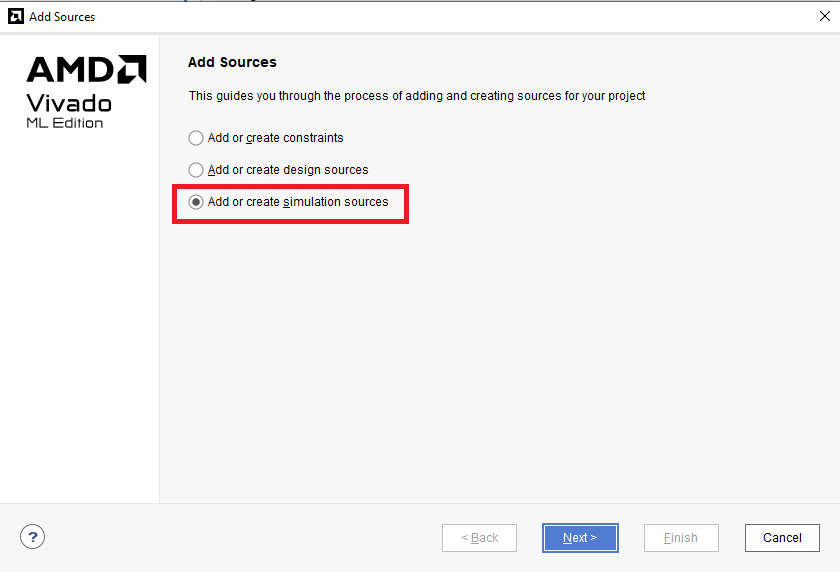 Add Sources
AMD
Vivado
ML Edition
Add Sources
This guides you through the process of adding and creating sources for your project
Add or create constraints
Add or create design sources
Add or create simulation sources
?
< Back
Next >
Finish
Cancel